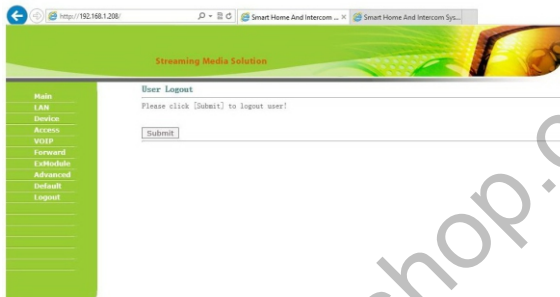 http://192.168.1.208/
Smart Home And Intercom ...
Smart Home And Intercom Sys...
Streaming Media Solution
Main
LAN
Device
Access
VOIP
Forward
ExModule
Advanced
Default
Logout
User Logout
Please click [Submit] to logout user!
Submit